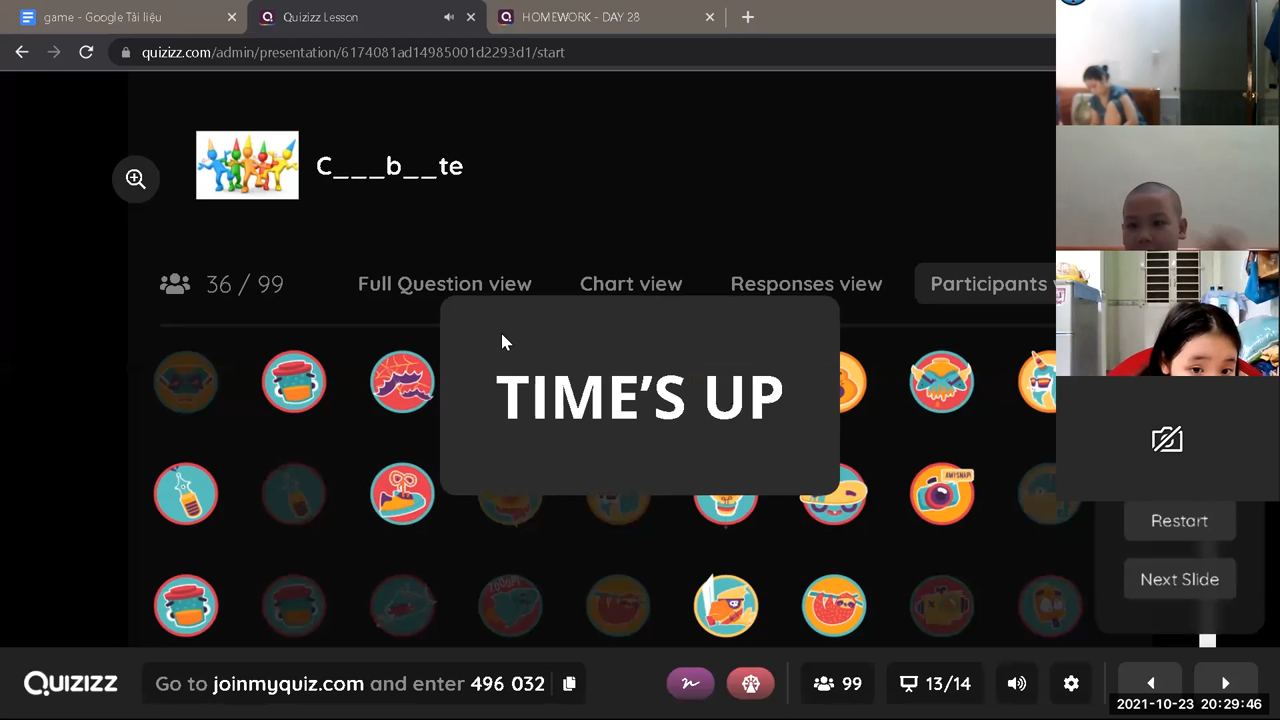 game - Google Tài liệu
Quizizz Lesson
HOMEWORK - DAY 28
quizizz.com/admin/presentation/6174081ad14985001d2293d1/start
C___b__te
36 / 99
Full Question view
Chart view
Responses view
Participants
TIME'S UP
Restart
Next Slide
Quizizz
Go to joinmyquiz.com and enter 496 032
99
13/14
2021-10-23 20:29:46